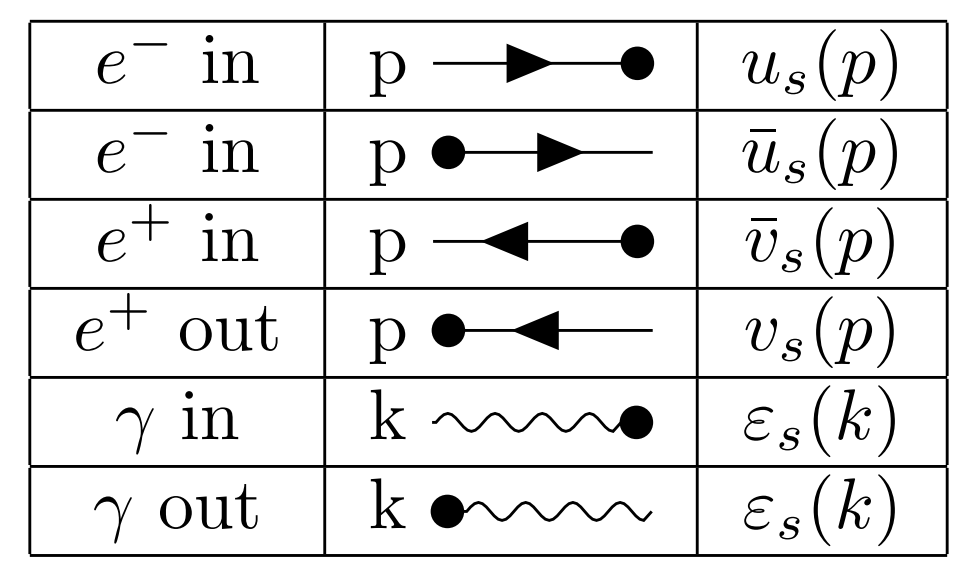 e⁻ in p u_s(p)
e⁻ in p ū_s(p)
e⁺ in p v̄_s(p)
e⁺ out p v_s(p)
γ in k ε_s(k)
γ out k ε_s(k)